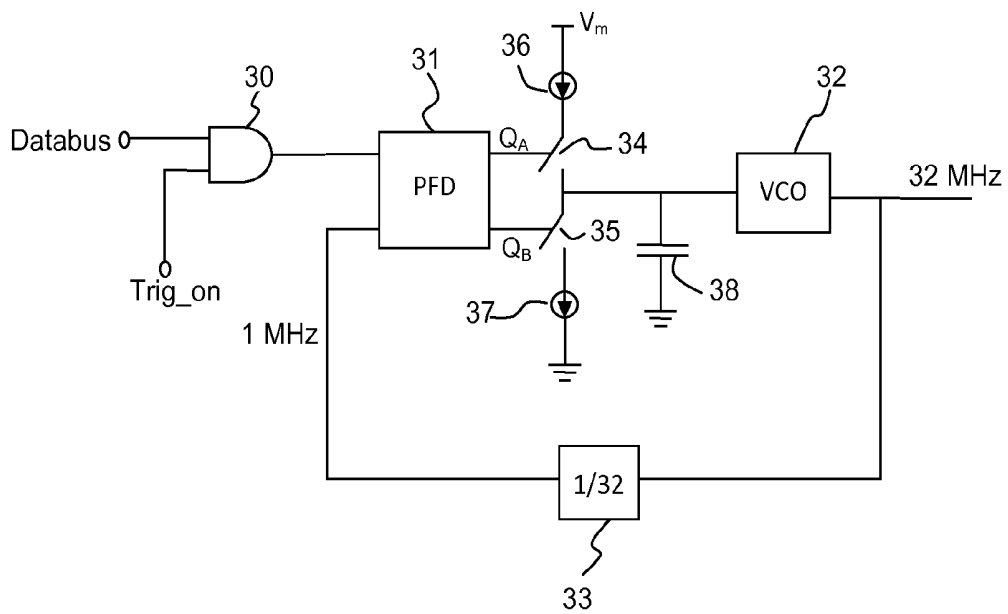 Vm
36
30
31
32
Databus
QA
34
32 MHz
PFD
VCO
35
QB
38
Trig_on
37
1 MHz
1/32
33